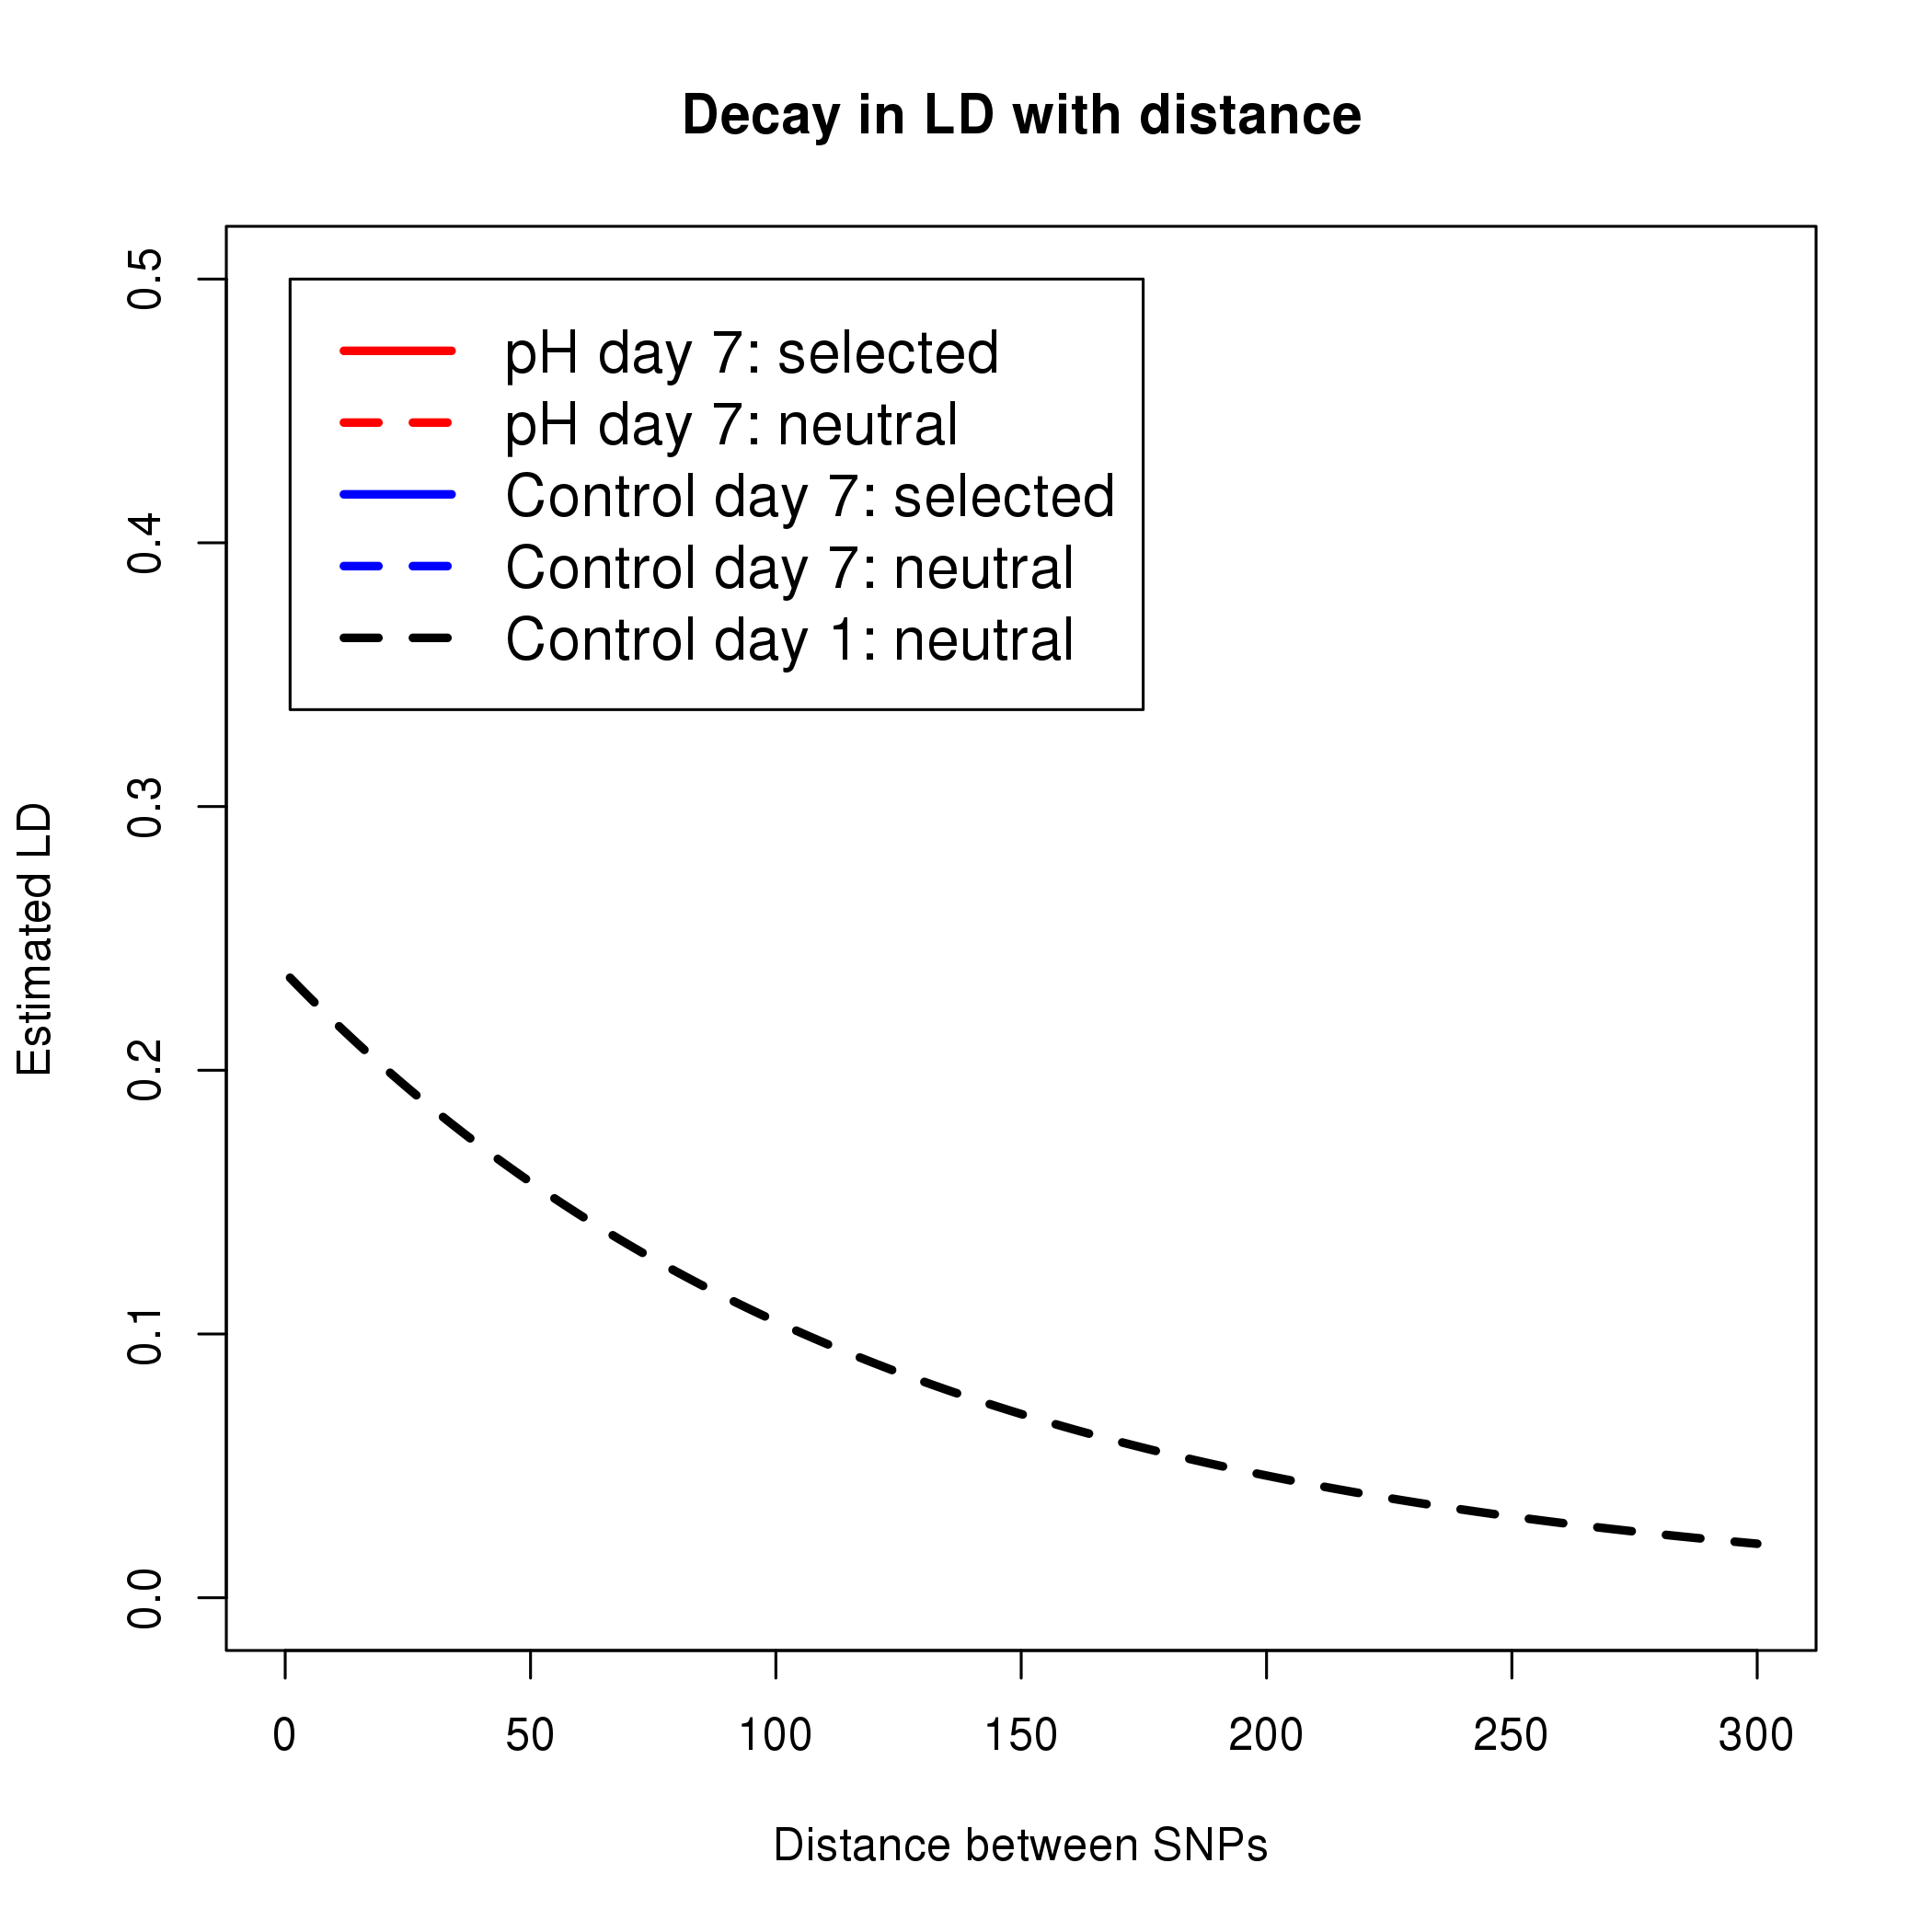 Decay in LD with distance
pH day 7: selected
pH day 7: neutral
Control day 7: selected
Control day 7: neutral
Control day 1: neutral
Estimated LD
0.5
0.4
0.3
0.2
0.1
0.0
0 50 100 150 200 250 300
Distance between SNPs